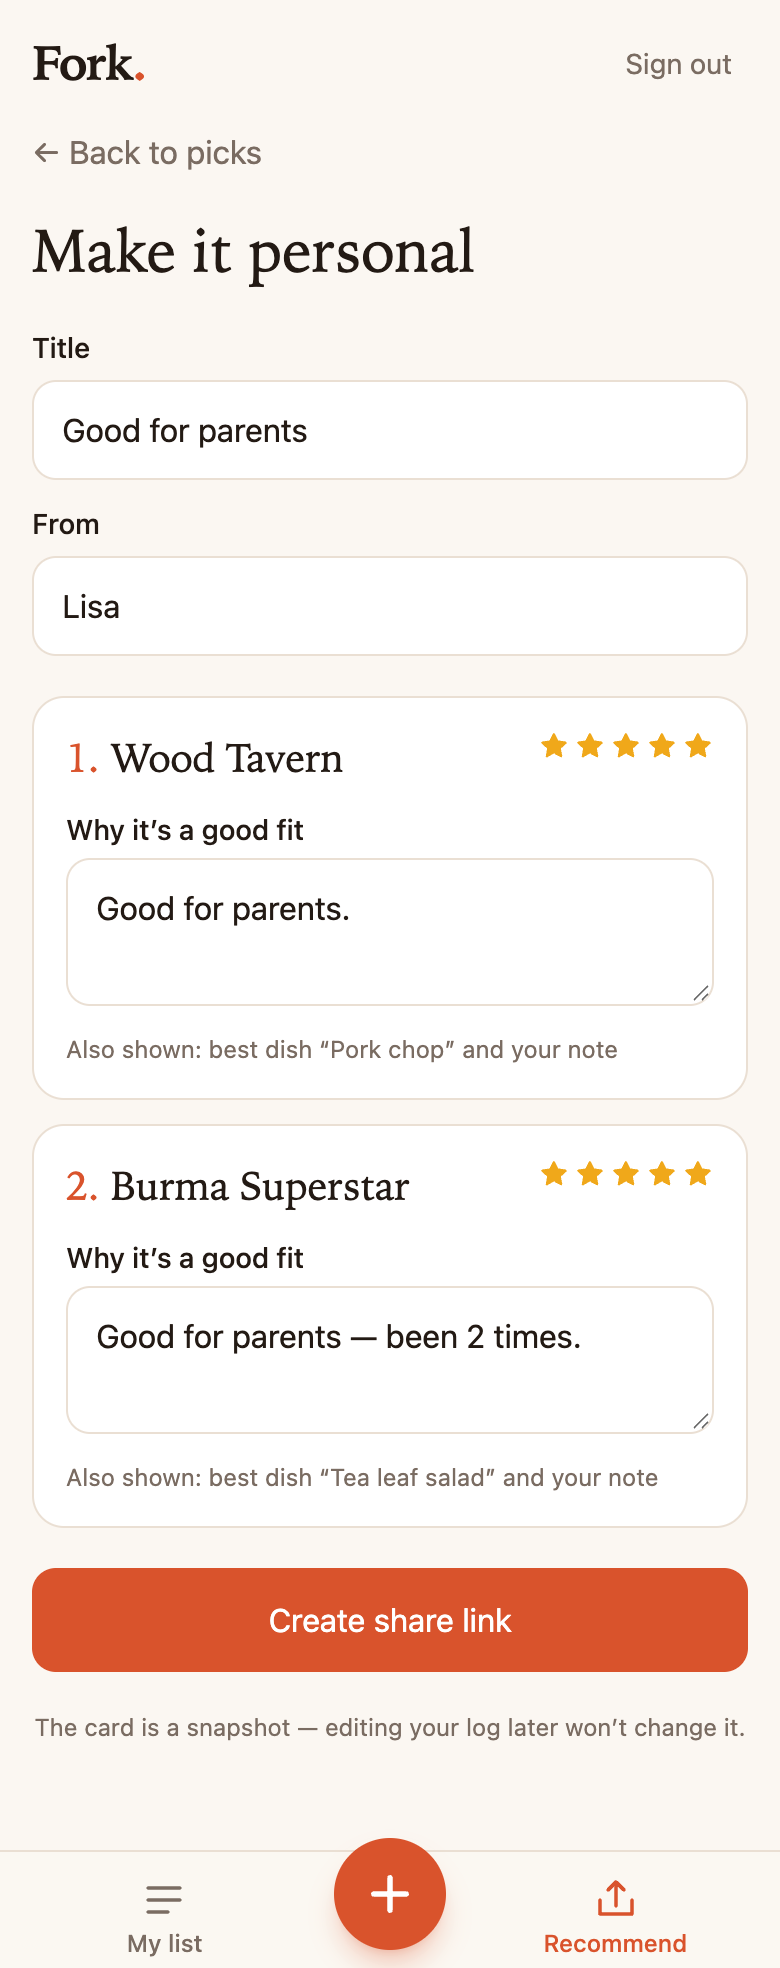 Fork.
Sign out
← Back to picks
Make it personal
Title
Good for parents
From
Lisa
1. Wood Tavern
Why it’s a good fit
Good for parents.
Also shown: best dish “Pork chop” and your note
2. Burma Superstar
Why it’s a good fit
Good for parents — been 2 times.
Also shown: best dish “Tea leaf salad” and your note
Create share link
The card is a snapshot — editing your log later won’t change it.
My list
Recommend